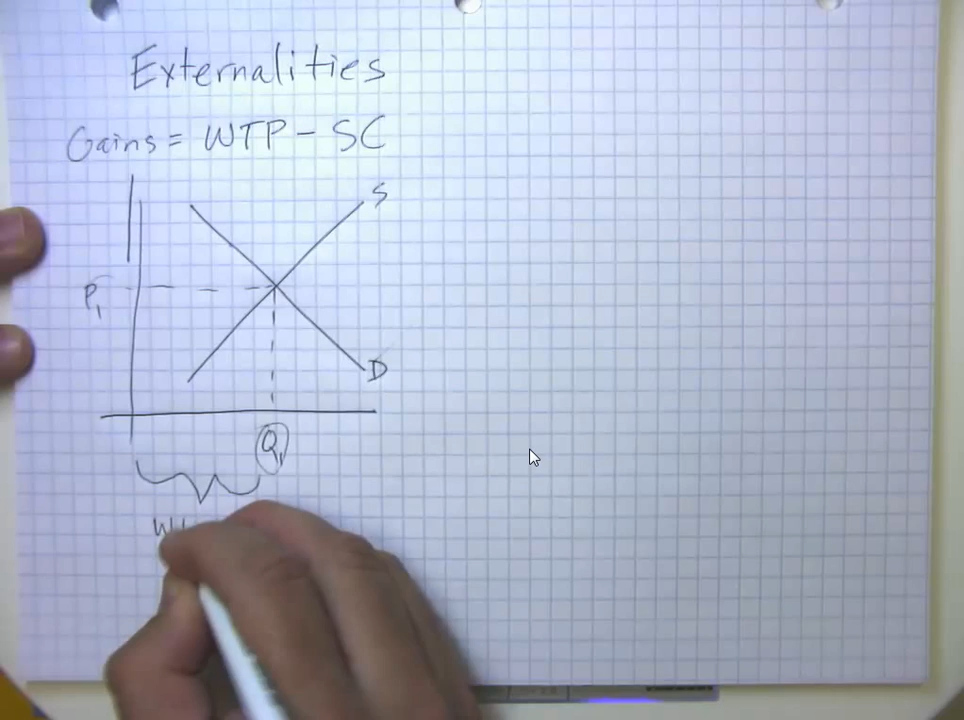 Externalities
Gains = WTP - SC
S
P₁
D
Q₁